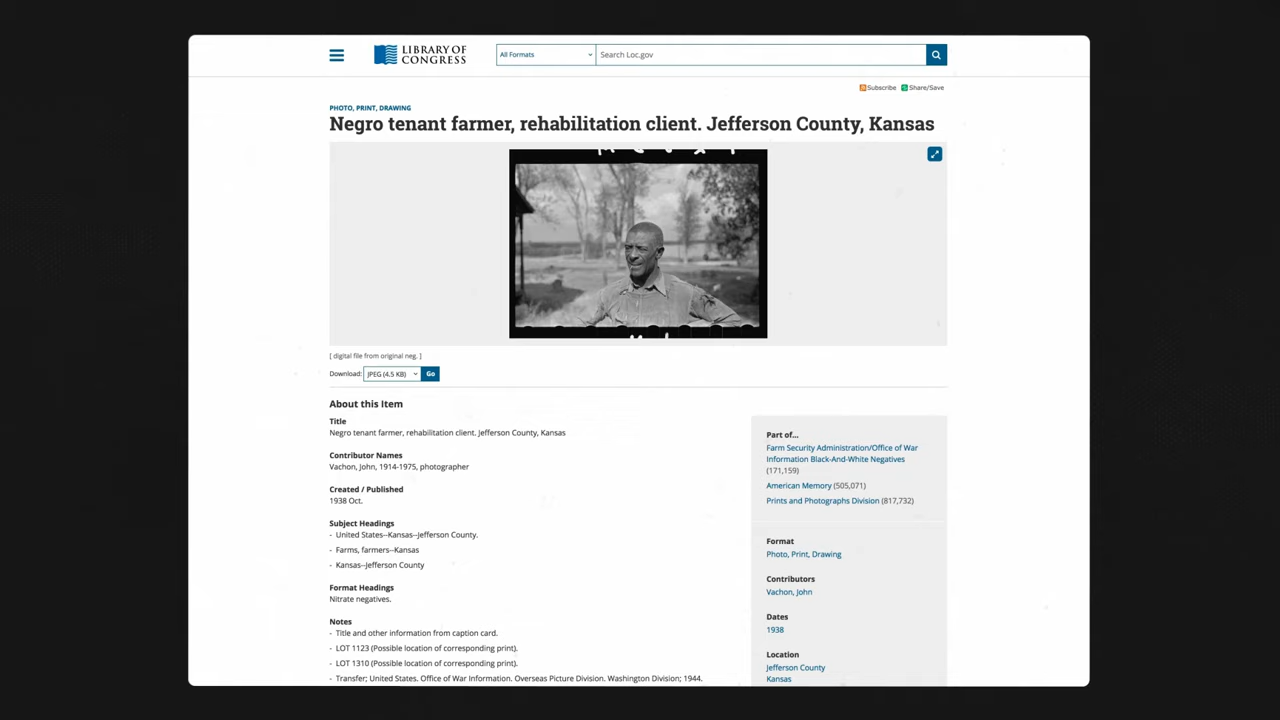 LIBRARY OF
CONGRESS
All Formats
Search Loc.gov
Subscribe
Share/Save
PHOTO, PRINT, DRAWING
Negro tenant farmer, rehabilitation client. Jefferson County, Kansas
[ digital file from original neg. ]
Download:
JPEG (4.5 KB)
Go
About this Item
Title
Negro tenant farmer, rehabilitation client. Jefferson County, Kansas
Contributor Names
Vachon, John, 1914-1975, photographer
Created / Published
1938 Oct.
Subject Headings
- United States--Kansas--Jefferson County.
- Farms, farmers--Kansas
- Kansas--Jefferson County
Format Headings
Nitrate negatives.
Notes
- Title and other information from caption card.
- LOT 1123 (Possible location of corresponding print).
- LOT 1310 (Possible location of corresponding print).
- Transfer; United States. Office of War Information. Overseas Picture Division. Washington Division; 1944.
Part of...
Farm Security Administration/Office of War
Information Black-And-White Negatives
(171,159)
American Memory (505,071)
Prints and Photographs Division (817,732)
Format
Photo, Print, Drawing
Contributors
Vachon, John
Dates
1938
Location
Jefferson County
Kansas